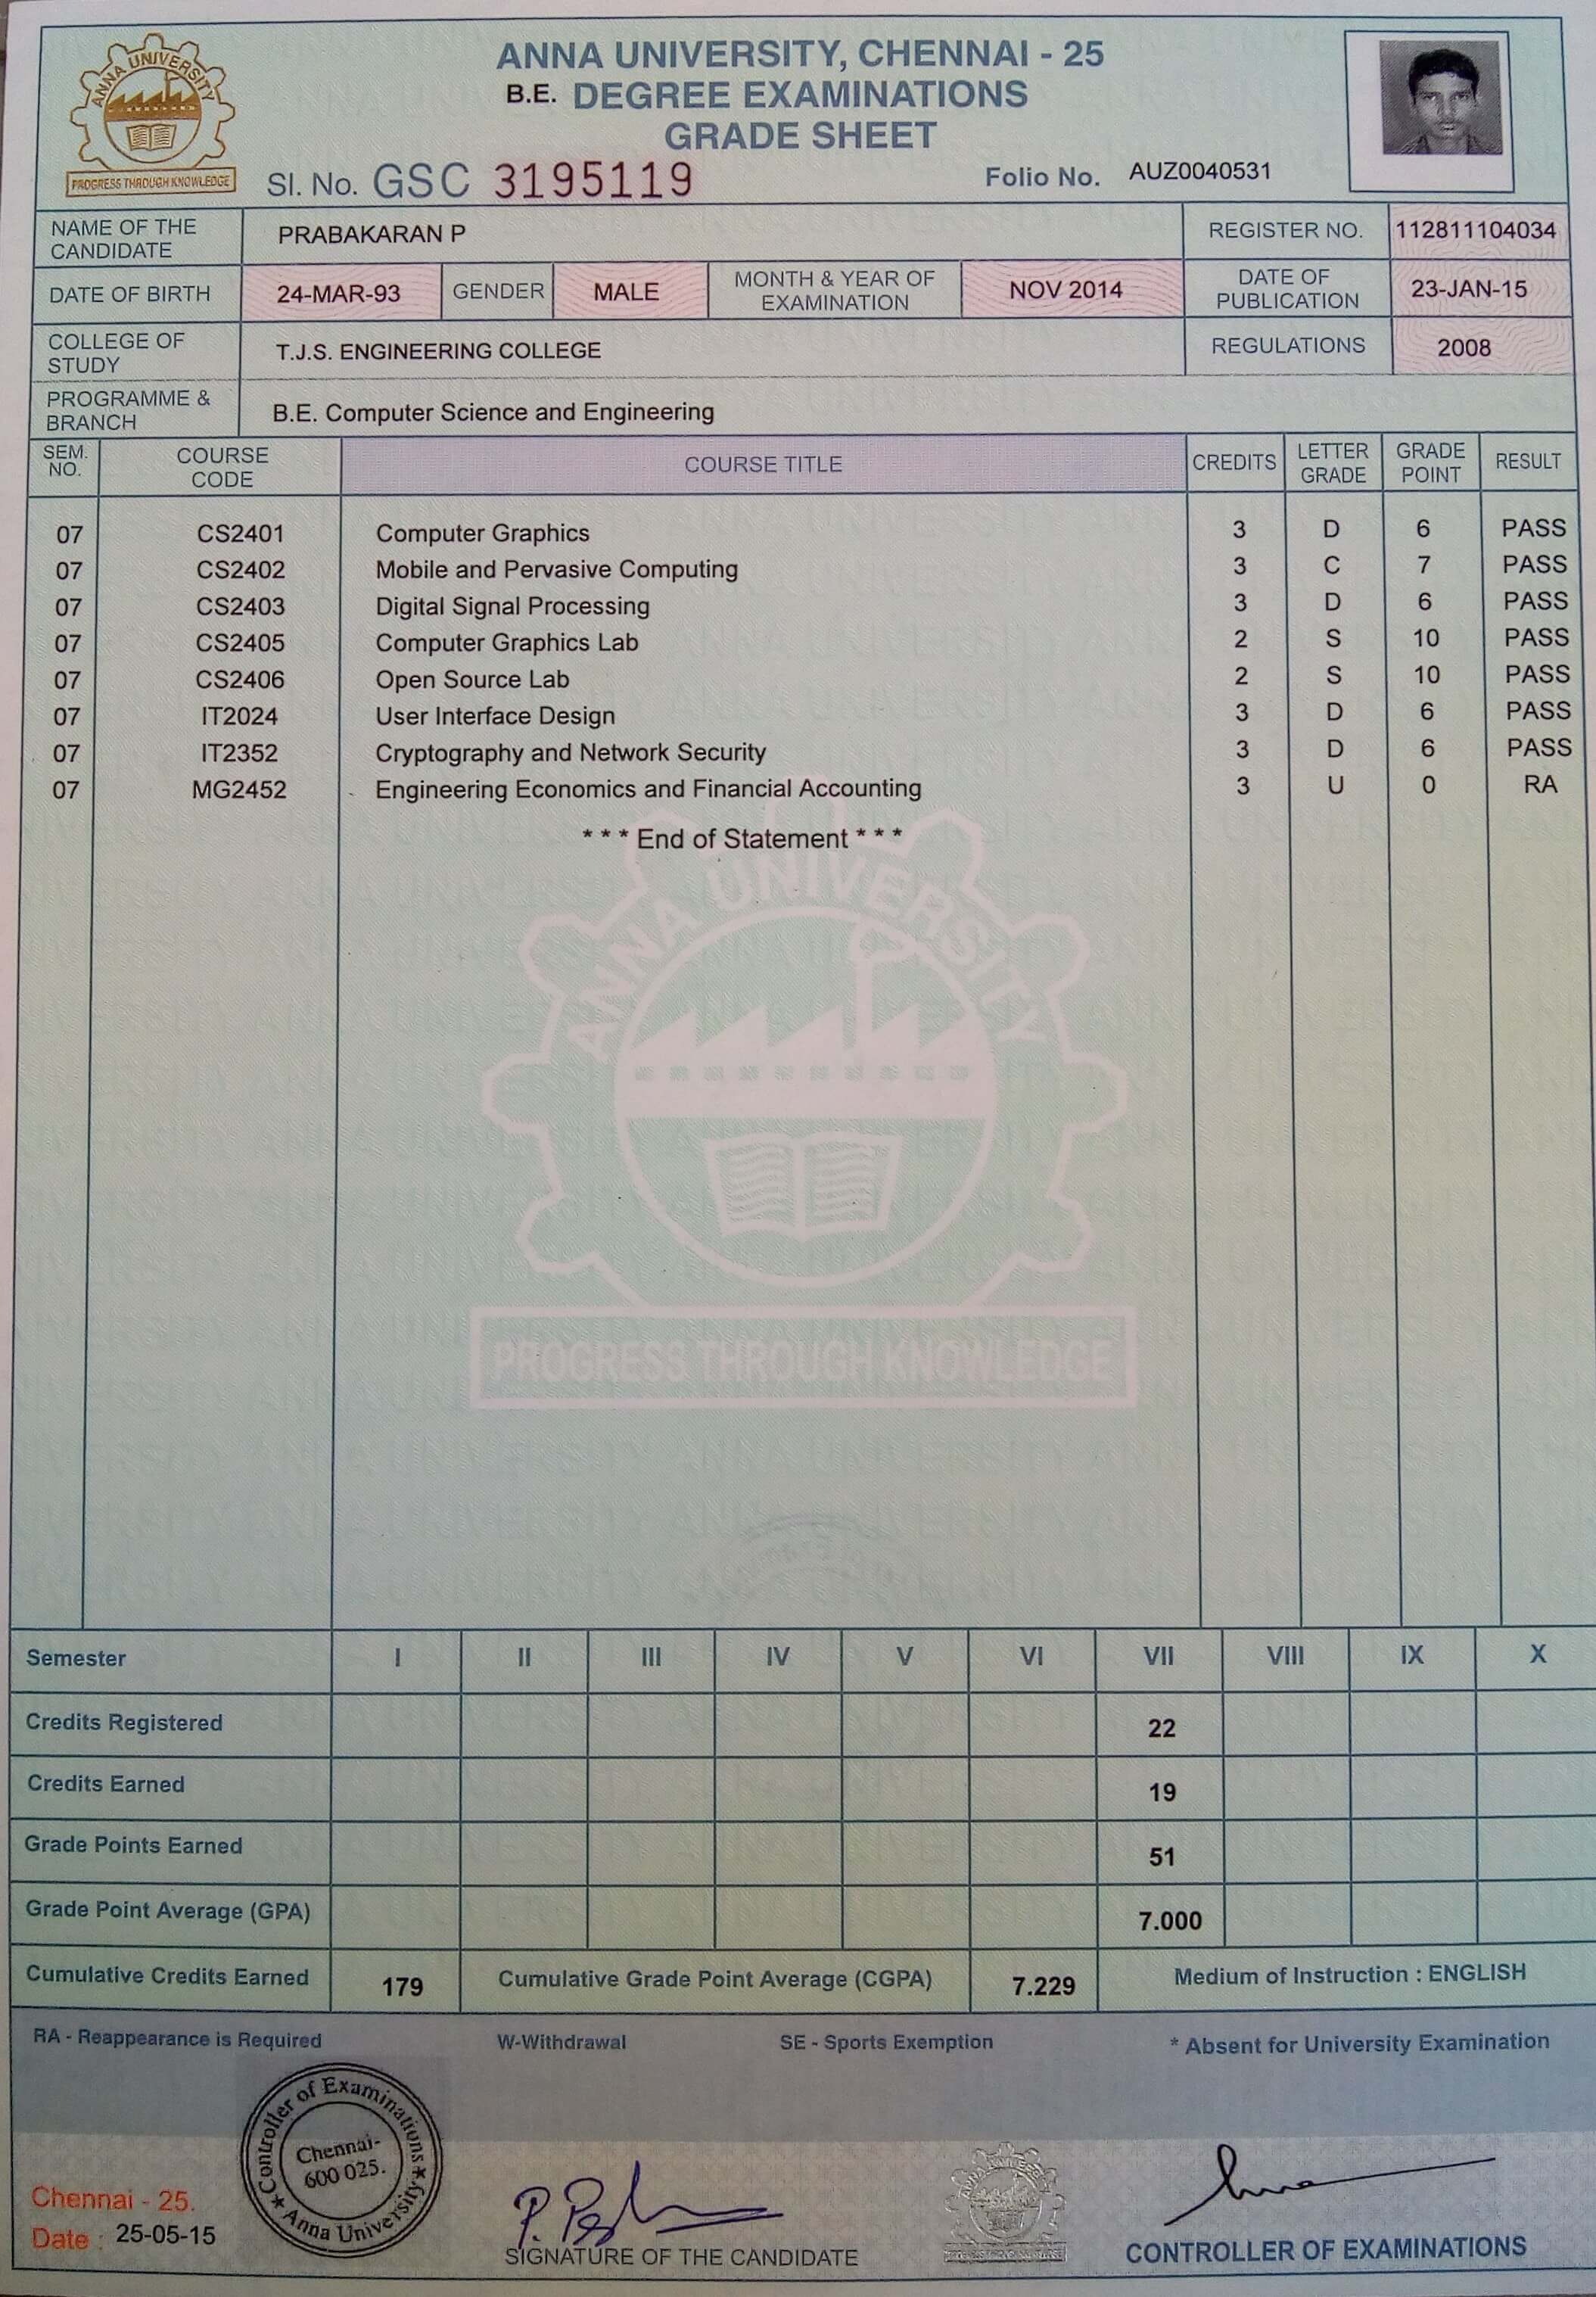 ANNA UNIVERSITY
PROGRESS THROUGH KNOWLEDGE
ANNA UNIVERSITY, CHENNAI - 25
B.E. DEGREE EXAMINATIONS
GRADE SHEET
Sl. No. GSC 3195119
Folio No. AUZ0040531
NAME OF THE CANDIDATE PRABAKARAN P REGISTER NO. 112811104034
DATE OF BIRTH 24-MAR-93 GENDER MALE MONTH & YEAR OF EXAMINATION NOV 2014 DATE OF PUBLICATION 23-JAN-15
COLLEGE OF STUDY T.J.S. ENGINEERING COLLEGE REGULATIONS 2008
PROGRAMME & BRANCH B.E. Computer Science and Engineering
SEM. NO. COURSE CODE COURSE TITLE CREDITS LETTER GRADE GRADE POINT RESULT
07 CS2401 Computer Graphics 3 D 6 PASS
07 CS2402 Mobile and Pervasive Computing 3 C 7 PASS
07 CS2403 Digital Signal Processing 3 D 6 PASS
07 CS2405 Computer Graphics Lab 2 S 10 PASS
07 CS2406 Open Source Lab 2 S 10 PASS
07 IT2024 User Interface Design 3 D 6 PASS
07 IT2352 Cryptography and Network Security 3 D 6 PASS
07 MG2452 Engineering Economics and Financial Accounting 3 U 0 RA
* * * End of Statement * * *
ANNA UNIVERSITY
PROGRESS THROUGH KNOWLEDGE
Semester I II III IV V VI VII VIII IX X
Credits Registered 22
Credits Earned 19
Grade Points Earned 51
Grade Point Average (GPA) 7.000
Cumulative Credits Earned 179 Cumulative Grade Point Average (CGPA) 7.229 Medium of Instruction : ENGLISH
RA - Reappearance is Required W-Withdrawal SE - Sports Exemption * Absent for University Examination
Controller of Examinations
Chennai-
600 025.
Anna University
Chennai - 25.
Date : 25-05-15
SIGNATURE OF THE CANDIDATE
CONTROLLER OF EXAMINATIONS